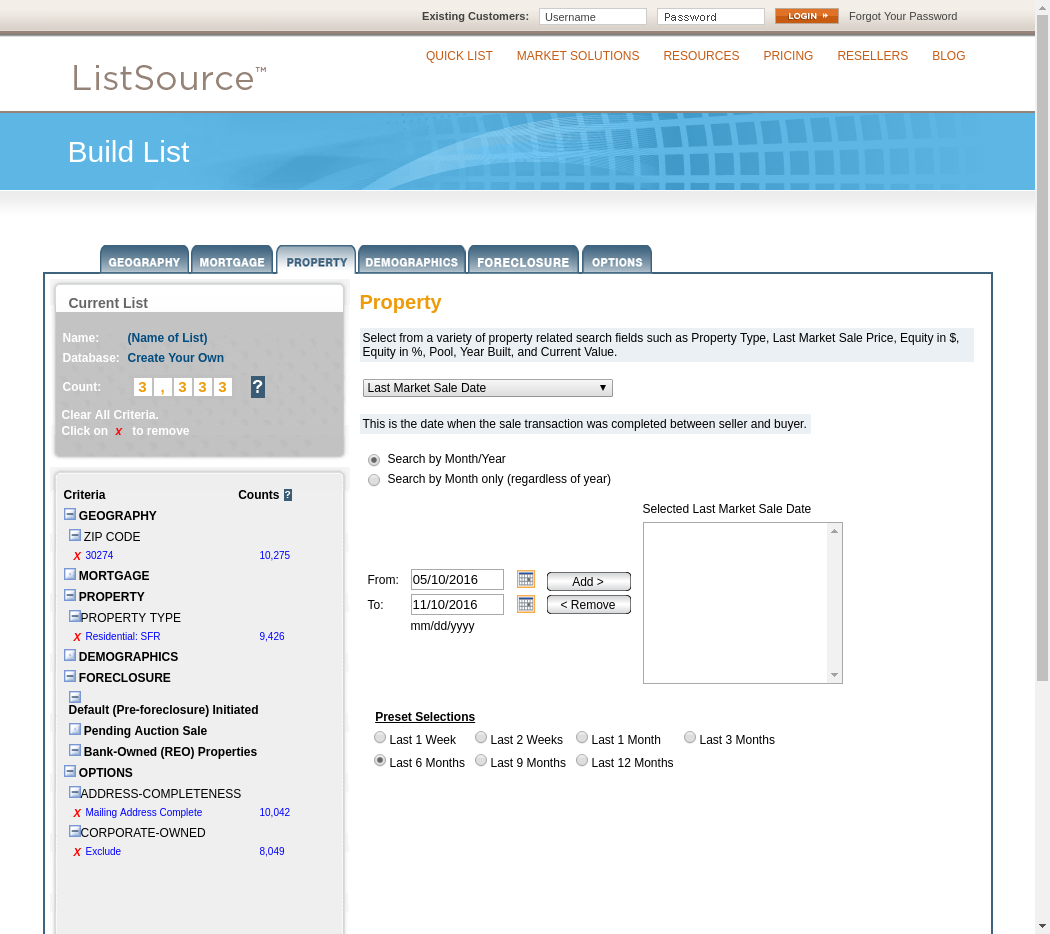 Existing Customers: Username Password LOGIN Forgot Your Password
QUICK LIST MARKET SOLUTIONS RESOURCES PRICING RESELLERS BLOG
ListSource™
Build List
GEOGRAPHY MORTGAGE PROPERTY DEMOGRAPHICS FORECLOSURE OPTIONS
Current List
Name: (Name of List)
Database: Create Your Own
Count: 3 , 3 3 3 ?
Clear All Criteria.
Click on x to remove
Criteria Counts ?
GEOGRAPHY
ZIP CODE
X 30274 10,275
MORTGAGE
PROPERTY
PROPERTY TYPE
X Residential: SFR 9,426
DEMOGRAPHICS
FORECLOSURE
Default (Pre-foreclosure) Initiated
Pending Auction Sale
Bank-Owned (REO) Properties
OPTIONS
ADDRESS-COMPLETENESS
X Mailing Address Complete 10,042
CORPORATE-OWNED
X Exclude 8,049
Property
Select from a variety of property related search fields such as Property Type, Last Market Sale Price, Equity in $,
Equity in %, Pool, Year Built, and Current Value.
Last Market Sale Date
This is the date when the sale transaction was completed between seller and buyer.
Search by Month/Year
Search by Month only (regardless of year)
Selected Last Market Sale Date
From: 05/10/2016 Add >
To: 11/10/2016 < Remove
mm/dd/yyyy
Preset Selections
Last 1 Week Last 2 Weeks Last 1 Month Last 3 Months
Last 6 Months Last 9 Months Last 12 Months